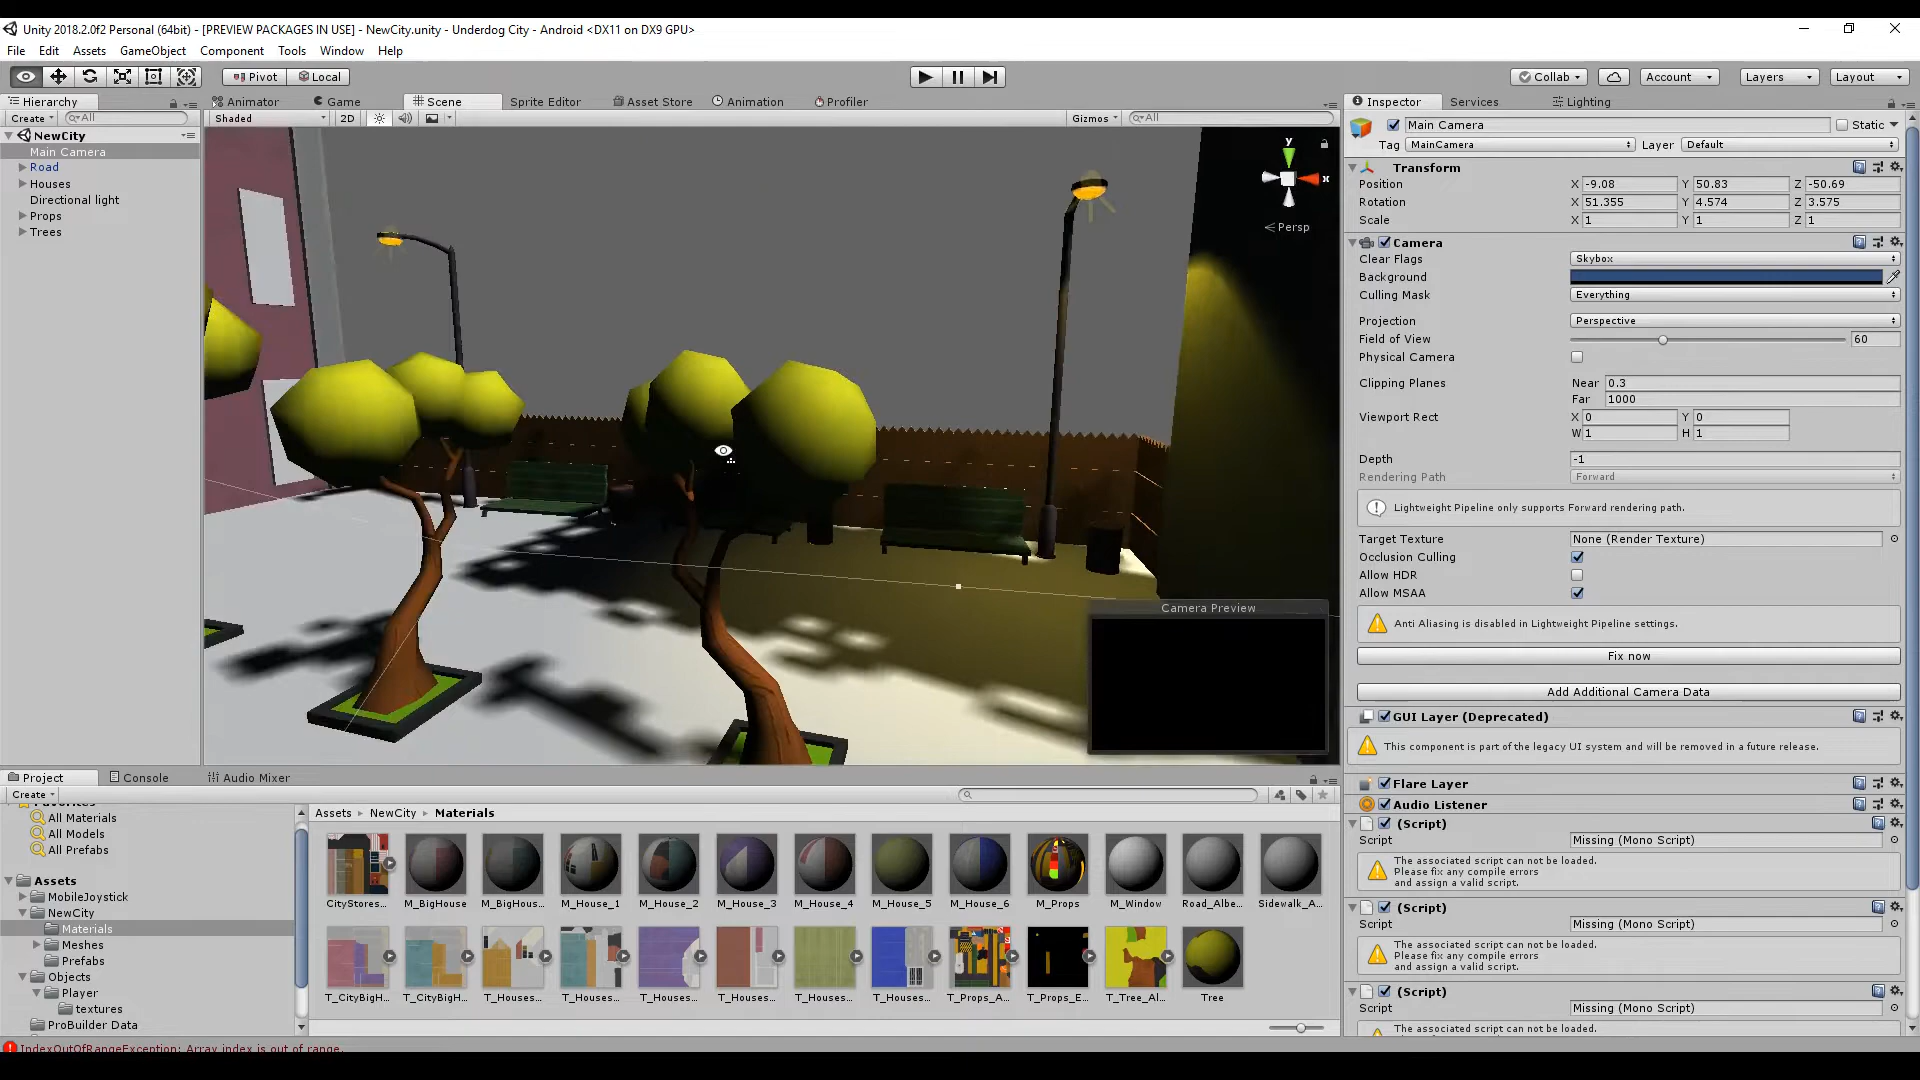 Unity 2018.2.0f2 Personal (64bit) - [PREVIEW PACKAGES IN USE] - NewCity.unity - Underdog City - Android <DX11 on DX9 GPU>
File Edit Assets GameObject Component Tools Window Help
Pivot Local Collab Account Layers Layout
Hierarchy Animator Game Scene Sprite Editor Asset Store Animation Profiler Inspector Services Lighting
Create All Shaded 2D Gizmos All
NewCity
Main Camera
Road
Houses
Directional light
Props
Trees
y
x
Persp
Camera Preview
Main Camera Static
Tag MainCamera Layer Default
Transform
Position X -9.08 Y 50.83 Z -50.69
Rotation X 51.355 Y 4.574 Z 3.575
Scale X 1 Y 1 Z 1
Camera
Clear Flags Skybox
Background
Culling Mask Everything
Projection Perspective
Field of View 60
Physical Camera
Clipping Planes Near 0.3
Far 1000
Viewport Rect X 0 Y 0
W 1 H 1
Depth -1
Rendering Path Forward
Lightweight Pipeline only supports Forward rendering path.
Target Texture None (Render Texture)
Occlusion Culling
Allow HDR
Allow MSAA
Anti Aliasing is disabled in Lightweight Pipeline settings.
Fix now
Add Additional Camera Data
GUI Layer (Deprecated)
This component is part of the legacy UI system and will be removed in a future release.
Flare Layer
Audio Listener
(Script)
Script Missing (Mono Script)
The associated script can not be loaded.
Please fix any compile errors
and assign a valid script.
(Script)
Script Missing (Mono Script)
The associated script can not be loaded.
Please fix any compile errors
and assign a valid script.
(Script)
Script Missing (Mono Script)
The associated script can not be loaded.
Project Console Audio Mixer
Create
Favorites
All Materials
All Models
All Prefabs
Assets
MobileJoystick
NewCity
Materials
Meshes
Prefabs
Objects
Player
textures
ProBuilder Data
Assets NewCity Materials
CityStores... M_BigHouse M_BigHous... M_House_1 M_House_2 M_House_3 M_House_4 M_House_5 M_House_6 M_Props M_Window Road_Albe... Sidewalk_A...
T_CityBigH... T_CityBigH... T_Houses... T_Houses... T_Houses... T_Houses... T_Houses... T_Houses... T_Props_A... T_Props_E... T_Tree_Al... Tree
IndexOutOfRangeException: Array index is out of range.